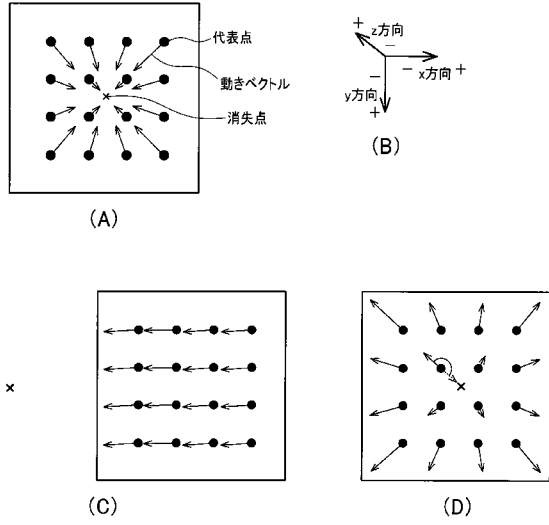 代表点
動きベクトル
消失点
(A)
+
z方向
-
- x方向 +
-
y方向
+
(B)
×
(C)
(D)